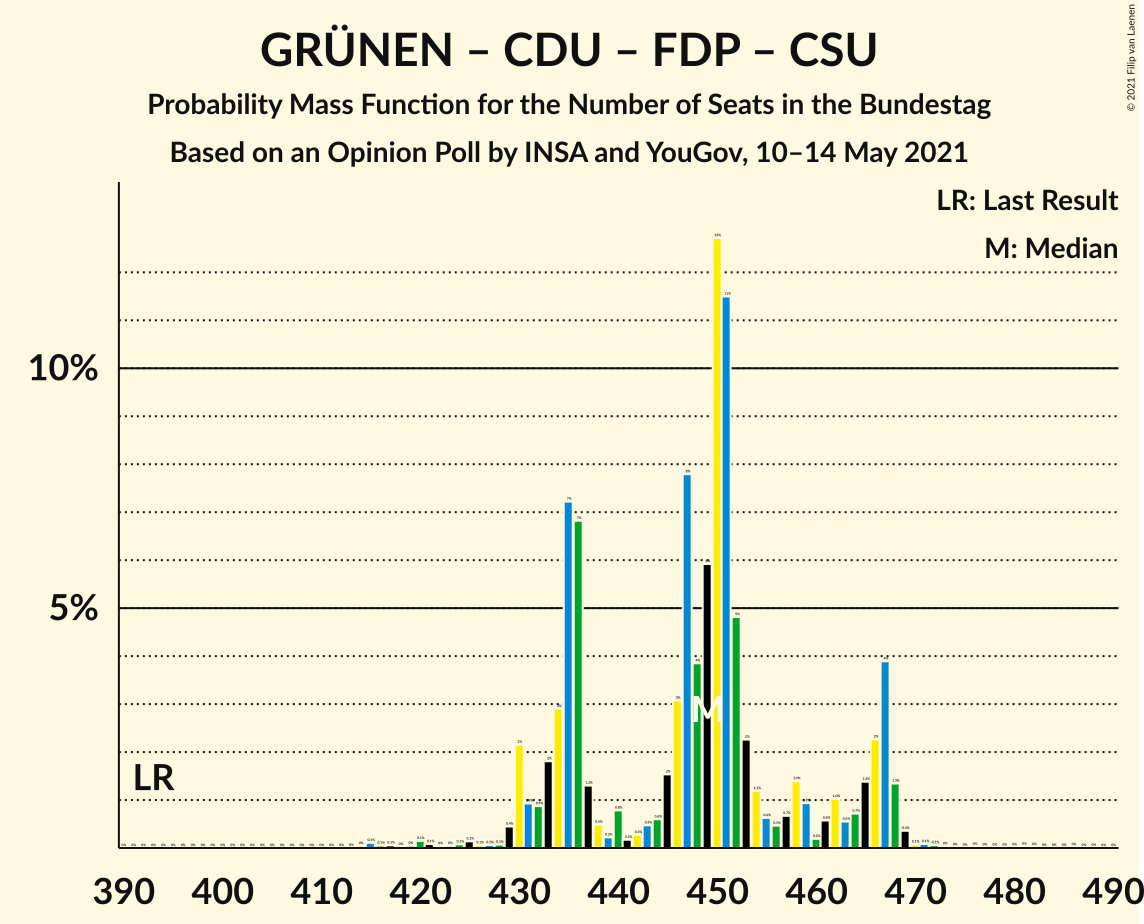 GRÜNEN – CDU – FDP – CSU
Probability Mass Function for the Number of Seats in the Bundestag
Based on an Opinion Poll by INSA and YouGov, 10–14 May 2021
© 2021 Filip van Laenen
LR: Last Result
M: Median
10%
5%
LR
M
390 400 410 420 430 440 450 460 470 480 490